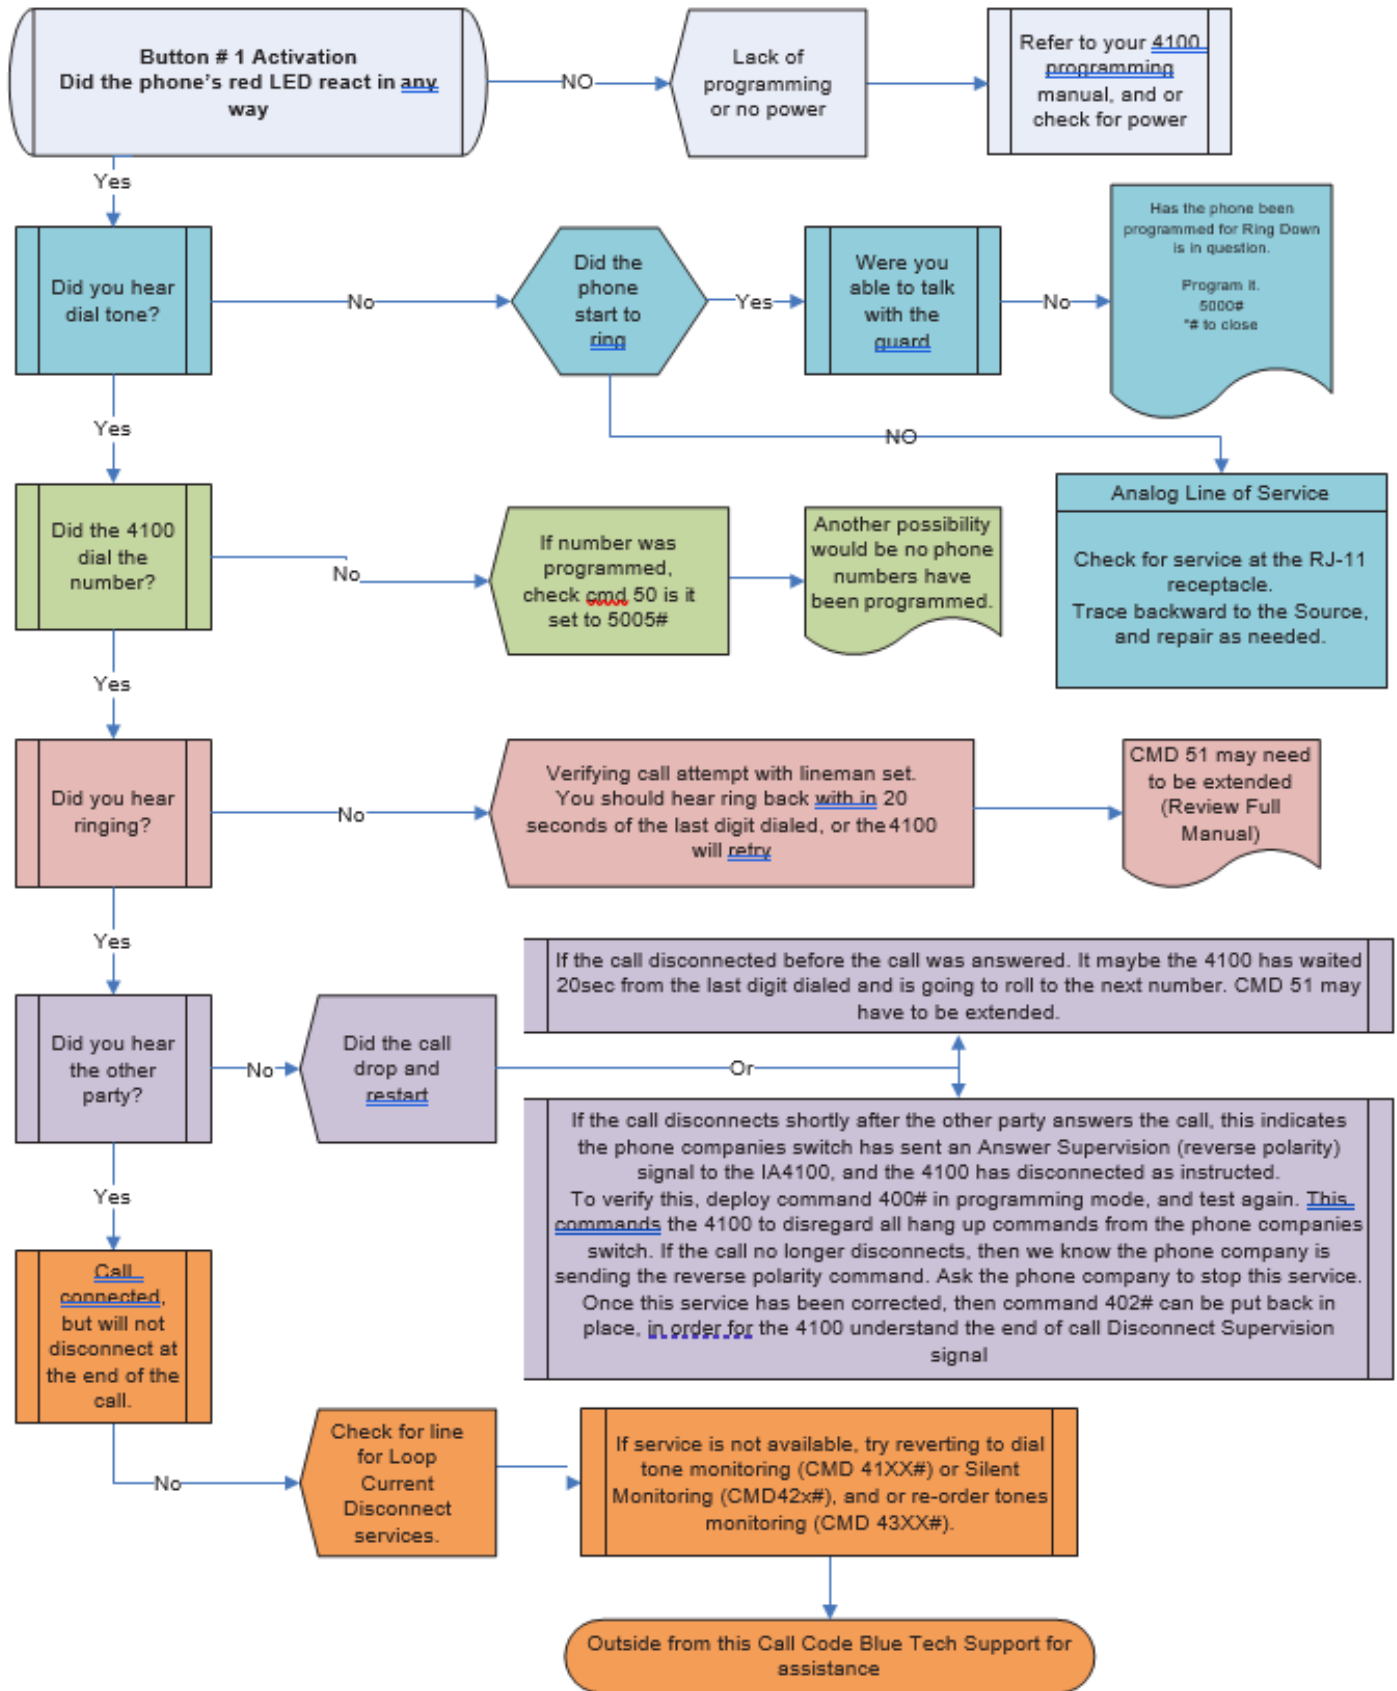 Button # 1 Activation
Did the phone's red LED react in any
way
NO
Lack of
programming
or no power
Refer to your 4100
programming
manual, and or
check for power
Yes
Did you hear
dial tone?
No
Did the
phone
start to
ring
Yes
Were you
able to talk
with the
guard
No
Has the phone been
programmed for Ring Down
is in question.
Program it.
5000#
*# to close
NO
Analog Line of Service
Check for service at the RJ-11
receptacle.
Trace backward to the Source,
and repair as needed.
Yes
Did the 4100
dial the
number?
No
If number was
programmed,
check cmd 50 is it
set to 5005#
Another possibility
would be no phone
numbers have
been programmed.
Yes
Did you hear
ringing?
No
Verifying call attempt with lineman set.
You should hear ring back with in 20
seconds of the last digit dialed, or the 4100
will retry
CMD 51 may need
to be extended
(Review Full
Manual)
Yes
Did you hear
the other
party?
No
Did the call
drop and
restart
Or
If the call disconnected before the call was answered. It maybe the 4100 has waited
20sec from the last digit dialed and is going to roll to the next number. CMD 51 may
have to be extended.
If the call disconnects shortly after the other party answers the call, this indicates
the phone companies switch has sent an Answer Supervision (reverse polarity)
signal to the IA4100, and the 4100 has disconnected as instructed.
To verify this, deploy command 400# in programming mode, and test again. This
commands the 4100 to disregard all hang up commands from the phone companies
switch. If the call no longer disconnects, then we know the phone company is
sending the reverse polarity command. Ask the phone company to stop this service.
Once this service has been corrected, then command 402# can be put back in
place, in order for the 4100 understand the end of call Disconnect Supervision
signal
Yes
Call
connected,
but will not
disconnect at
the end of the
call.
No
Check for line
for Loop
Current
Disconnect
services.
If service is not available, try reverting to dial
tone monitoring (CMD 41XX#) or Silent
Monitoring (CMD42x#), and or re-order tones
monitoring (CMD 43XX#).
Outside from this Call Code Blue Tech Support for
assistance